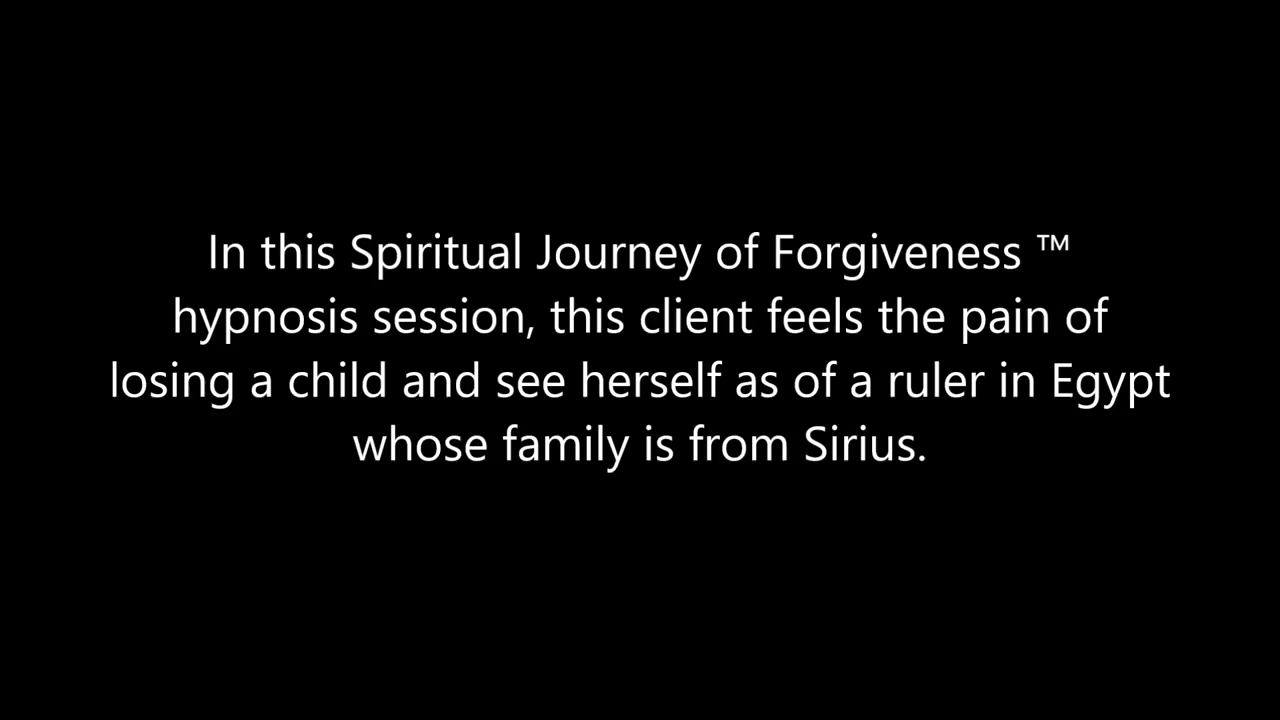 In this Spiritual Journey of Forgiveness ™
hypnosis session, this client feels the pain of
losing a child and see herself as of a ruler in Egypt
whose family is from Sirius.